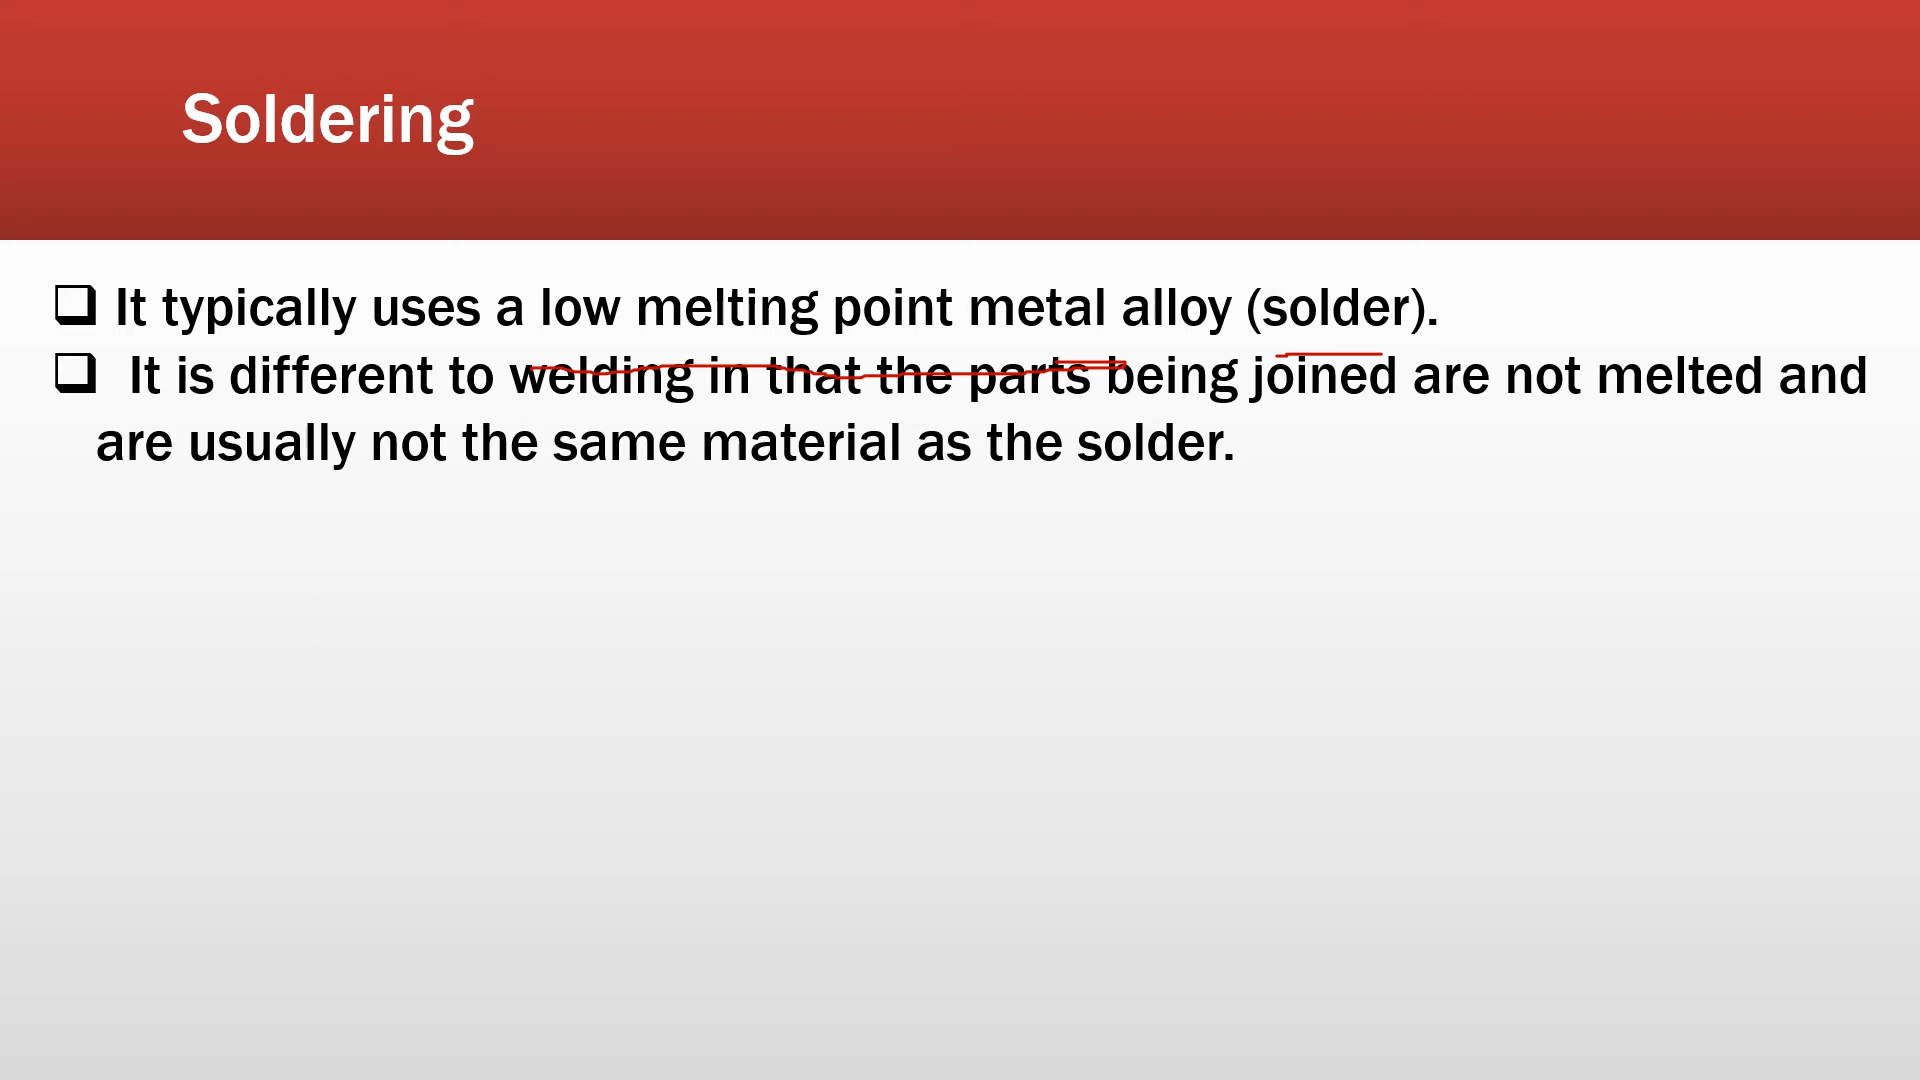 Soldering
❑ It typically uses a low melting point metal alloy (solder).
❑ It is different to welding in that the parts being joined are not melted and
are usually not the same material as the solder.